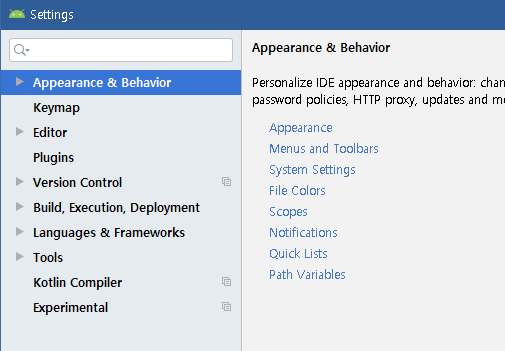 Settings
Appearance & Behavior
Keymap
Editor
Plugins
Version Control
Build, Execution, Deployment
Languages & Frameworks
Tools
Kotlin Compiler
Experimental
Appearance & Behavior
Personalize IDE appearance and behavior: chan
password policies, HTTP proxy, updates and mo
Appearance
Menus and Toolbars
System Settings
File Colors
Scopes
Notifications
Quick Lists
Path Variables